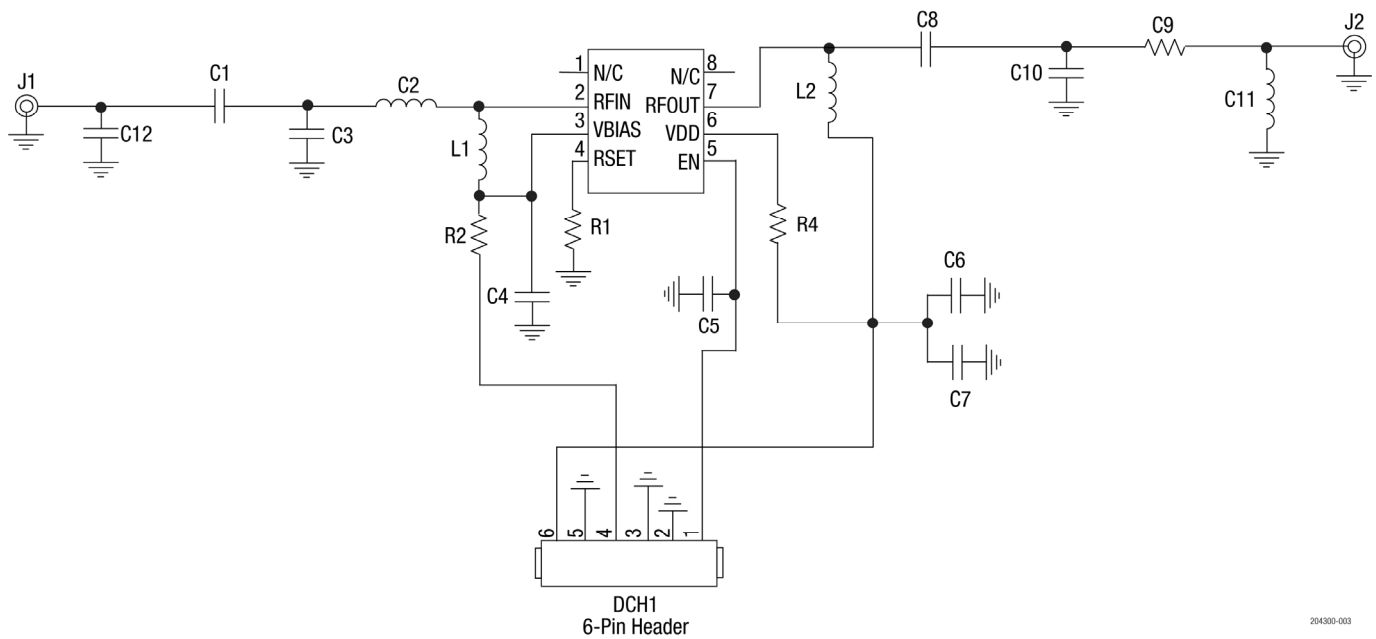 J1
C12
C1
C3
C2
L1
R2
C4
R1
1 N/C
2 RFIN
3 VBIAS
4 RSET
N/C 8
RFOUT 7
VDD 6
EN 5
C5
R4
L2
C8
C10
C9
C11
J2
C6
C7
6 5 4 3 2 1
DCH1
6-Pin Header
204300-003